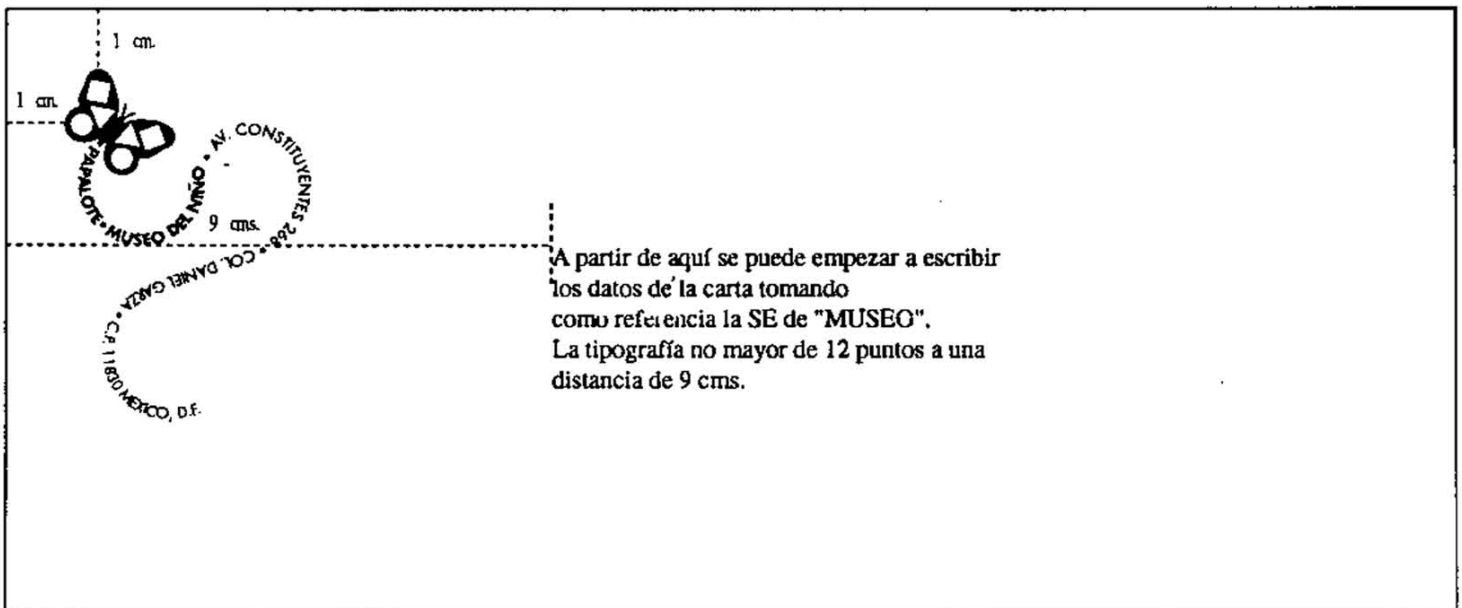 1 cm.
1 cm.
PAPALOTE • MUSEO DEL NIÑO • AV. CONSTITUYENTES 268 • COL. DANIEL GARZA • C.P. 11830 MEXICO, D.F.
9 cms.
A partir de aquí se puede empezar a escribir
los datos de la carta tomando
como referencia la SE de "MUSEO".
La tipografía no mayor de 12 puntos a una
distancia de 9 cms.